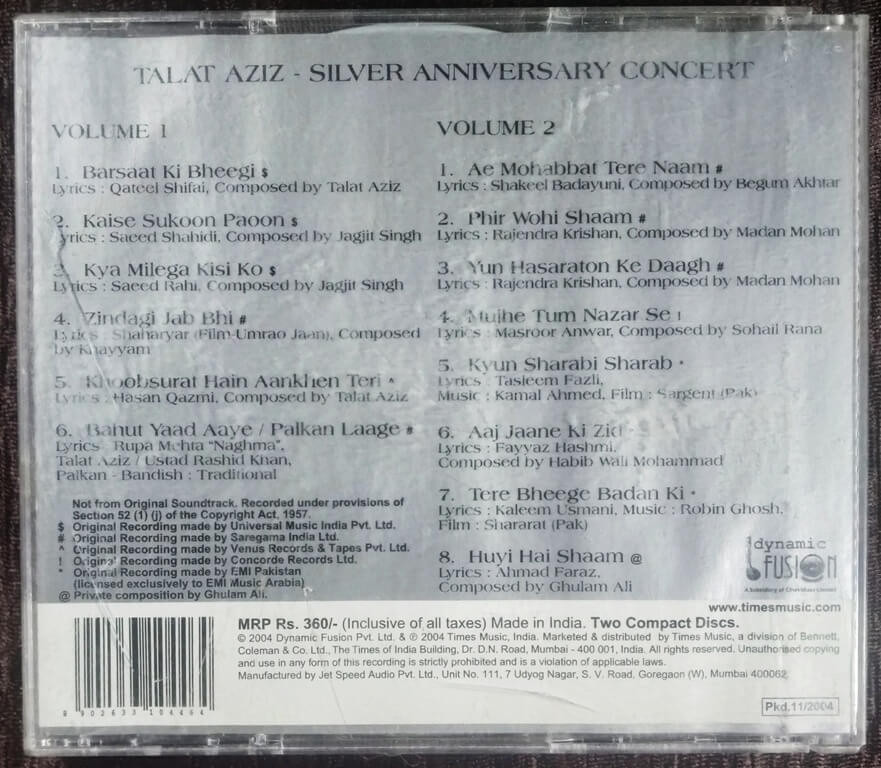 TALAT AZIZ - SILVER ANNIVERSARY CONCERT
VOLUME 1
1. Barsaat Ki Bheegi $
Lyrics : Qateel Shifai, Composed by Talat Aziz
2. Kaise Sukoon Paoon $
Lyrics : Saeed Shahidi, Composed by Jagjit Singh
3. Kya Milega Kisi Ko $
Lyrics : Saeed Rahi, Composed by Jagjit Singh
4. Zindagi Jab Bhi #
Lyrics : Shaharyar (Film-Umrao Jaan), Composed
by Khayyam
5. Khoobsurat Hain Aankhen Teri ^
Lyrics : Hasan Qazmi, Composed by Talat Aziz
6. Bahut Yaad Aaye / Palkan Laage #
Lyrics : Rupa Mehta "Naghma",
Talat Aziz / Ustad Rashid Khan,
Palkan - Bandish : Traditional
Not from Original Soundtrack. Recorded under provisions of
Section 52 (1) (j) of the Copyright Act, 1957.
$ Original Recording made by Universal Music India Pvt. Ltd.
# Original Recording made by Saregama India Ltd.
^ Original Recording made by Venus Records & Tapes Pvt. Ltd.
! Original Recording made by Concorde Records Ltd.
* Original Recording made by EMI Pakistan
(licensed exclusively to EMI Music Arabia)
@ Private composition by Ghulam Ali.
VOLUME 2
1. Ae Mohabbat Tere Naam #
Lyrics : Shakeel Badayuni, Composed by Begum Akhtar
2. Phir Wohi Shaam #
Lyrics : Rajendra Krishan, Composed by Madan Mohan
3. Yun Hasaraton Ke Daagh #
Lyrics : Rajendra Krishan, Composed by Madan Mohan
4. Mujhe Tum Nazar Se !
Lyrics : Masroor Anwar, Composed by Sohail Rana
5. Kyun Sharabi Sharab *
Lyrics : Tasleem Fazli,
Music : Kamal Ahmed, Film : Sargent (Pak)
6. Aaj Jaane Ki Zid
Lyrics : Fayyaz Hashmi,
Composed by Habib Wali Mohammad
7. Tere Bheege Badan Ki *
Lyrics : Kaleem Usmani, Music : Robin Ghosh,
Film : Shararat (Pak)
8. Huyi Hai Shaam @
Lyrics : Ahmad Faraz,
Composed by Ghulam Ali
dynamic
FUSION
www.timesmusic.com
MRP Rs. 360/- (Inclusive of all taxes) Made in India. Two Compact Discs.
© 2004 Dynamic Fusion Pvt. Ltd. & ℗ 2004 Times Music, India. Marketed & distributed by Times Music, a division of Bennett,
Coleman & Co. Ltd., The Times of India Building, Dr. D.N. Road, Mumbai - 400 001, India. All rights reserved. Unauthorised copying
and use in any form of this recording is strictly prohibited and is a violation of applicable laws.
Manufactured by Jet Speed Audio Pvt. Ltd., Unit No. 111, 7 Udyog Nagar, S. V. Road, Goregaon (W), Mumbai 400062
8 902633 104464
Pkd.11/2004